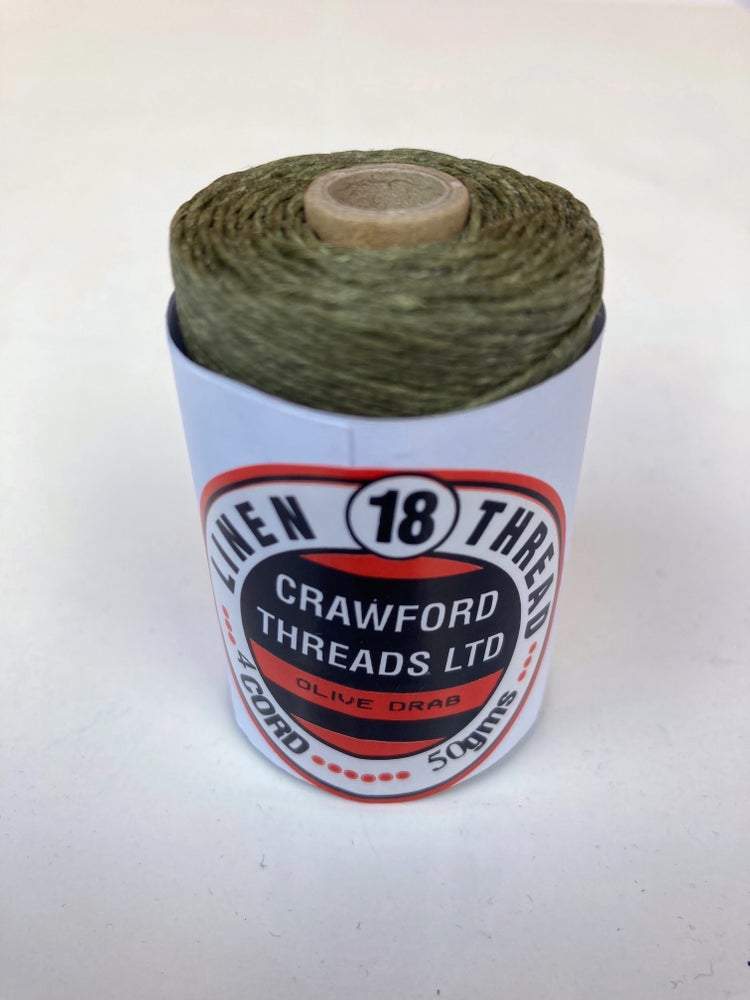 LINEN 18 THREAD
CRAWFORD
THREADS LTD
OLIVE DRAB
4 CORD
50gms